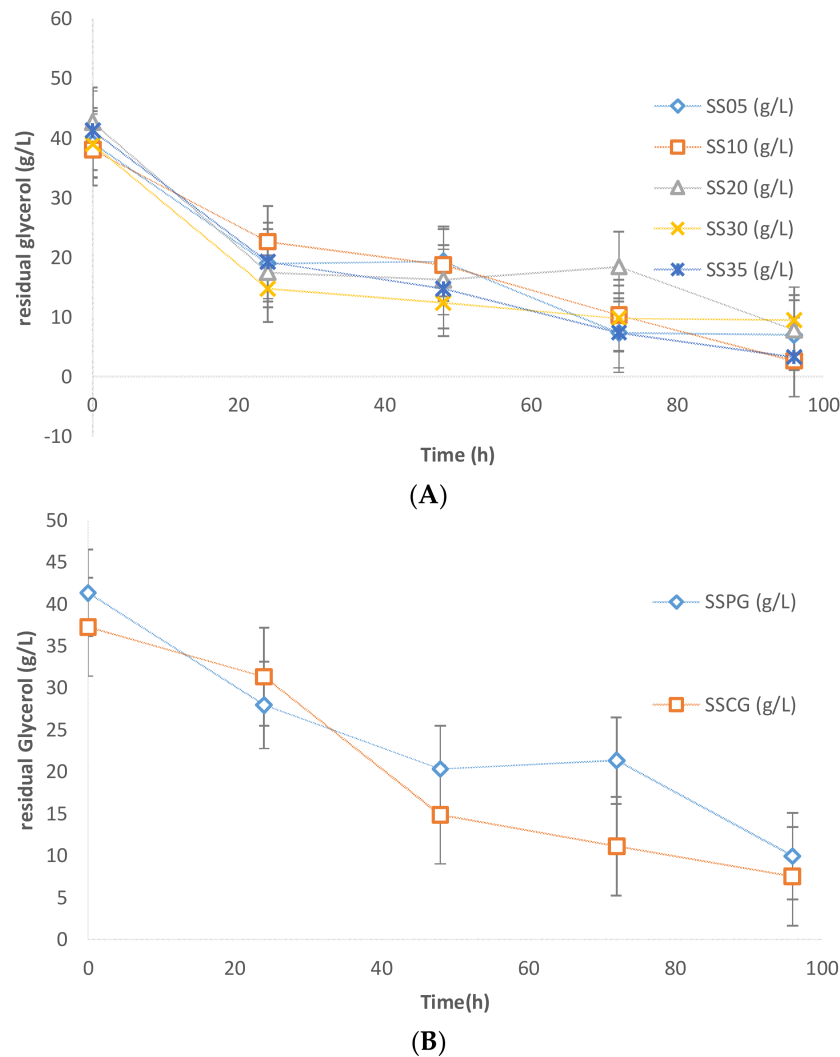 60
50
40
30
20
10
0
-10
residual glycerol (g/L)
0
20
40
60
80
100
Time (h)
SS05 (g/L)
SS10 (g/L)
SS20 (g/L)
SS30 (g/L)
SS35 (g/L)
(A)
50
45
40
35
30
25
20
15
10
5
0
residual Glycerol (g/L)
0
20
40
60
80
100
Time(h)
SSPG (g/L)
SSCG (g/L)
(B)